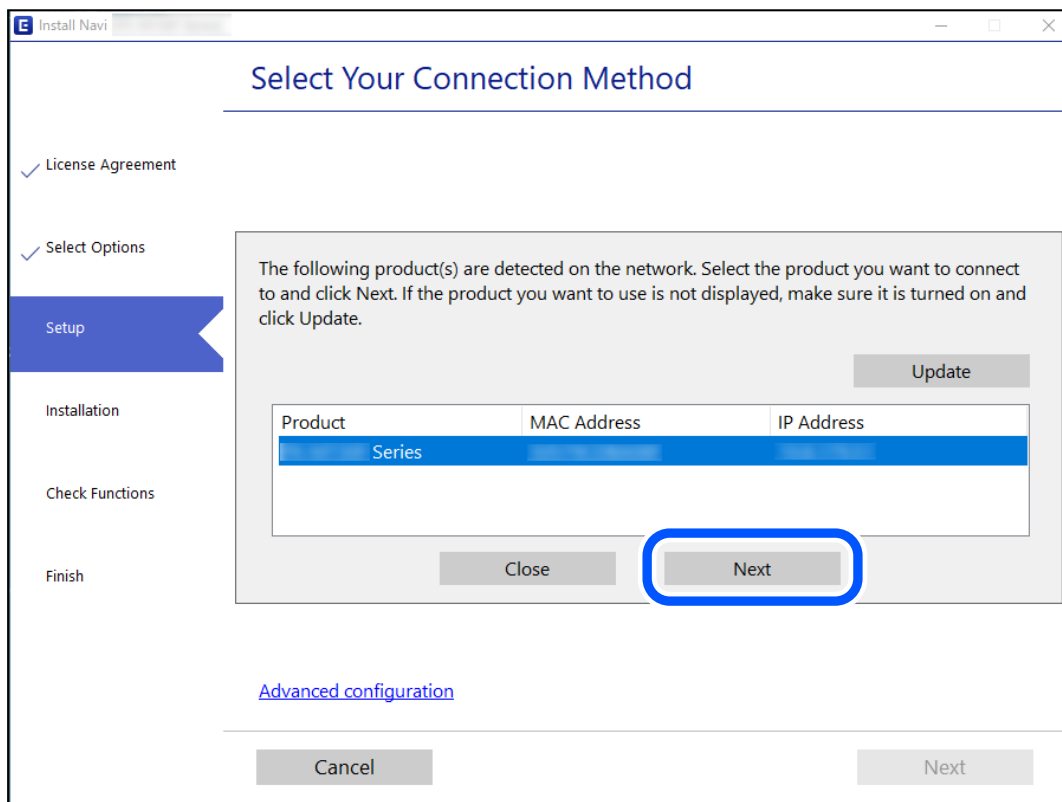 Install Navi
Select Your Connection Method
License Agreement
Select Options
Setup
Installation
Check Functions
Finish
The following product(s) are detected on the network. Select the product you want to connect
to and click Next. If the product you want to use is not displayed, make sure it is turned on and
click Update.
Update
Product MAC Address IP Address
Series
Close Next
Advanced configuration
Cancel Next